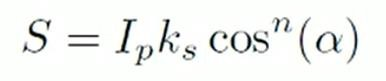 S = I_p k_s cos^n(α)